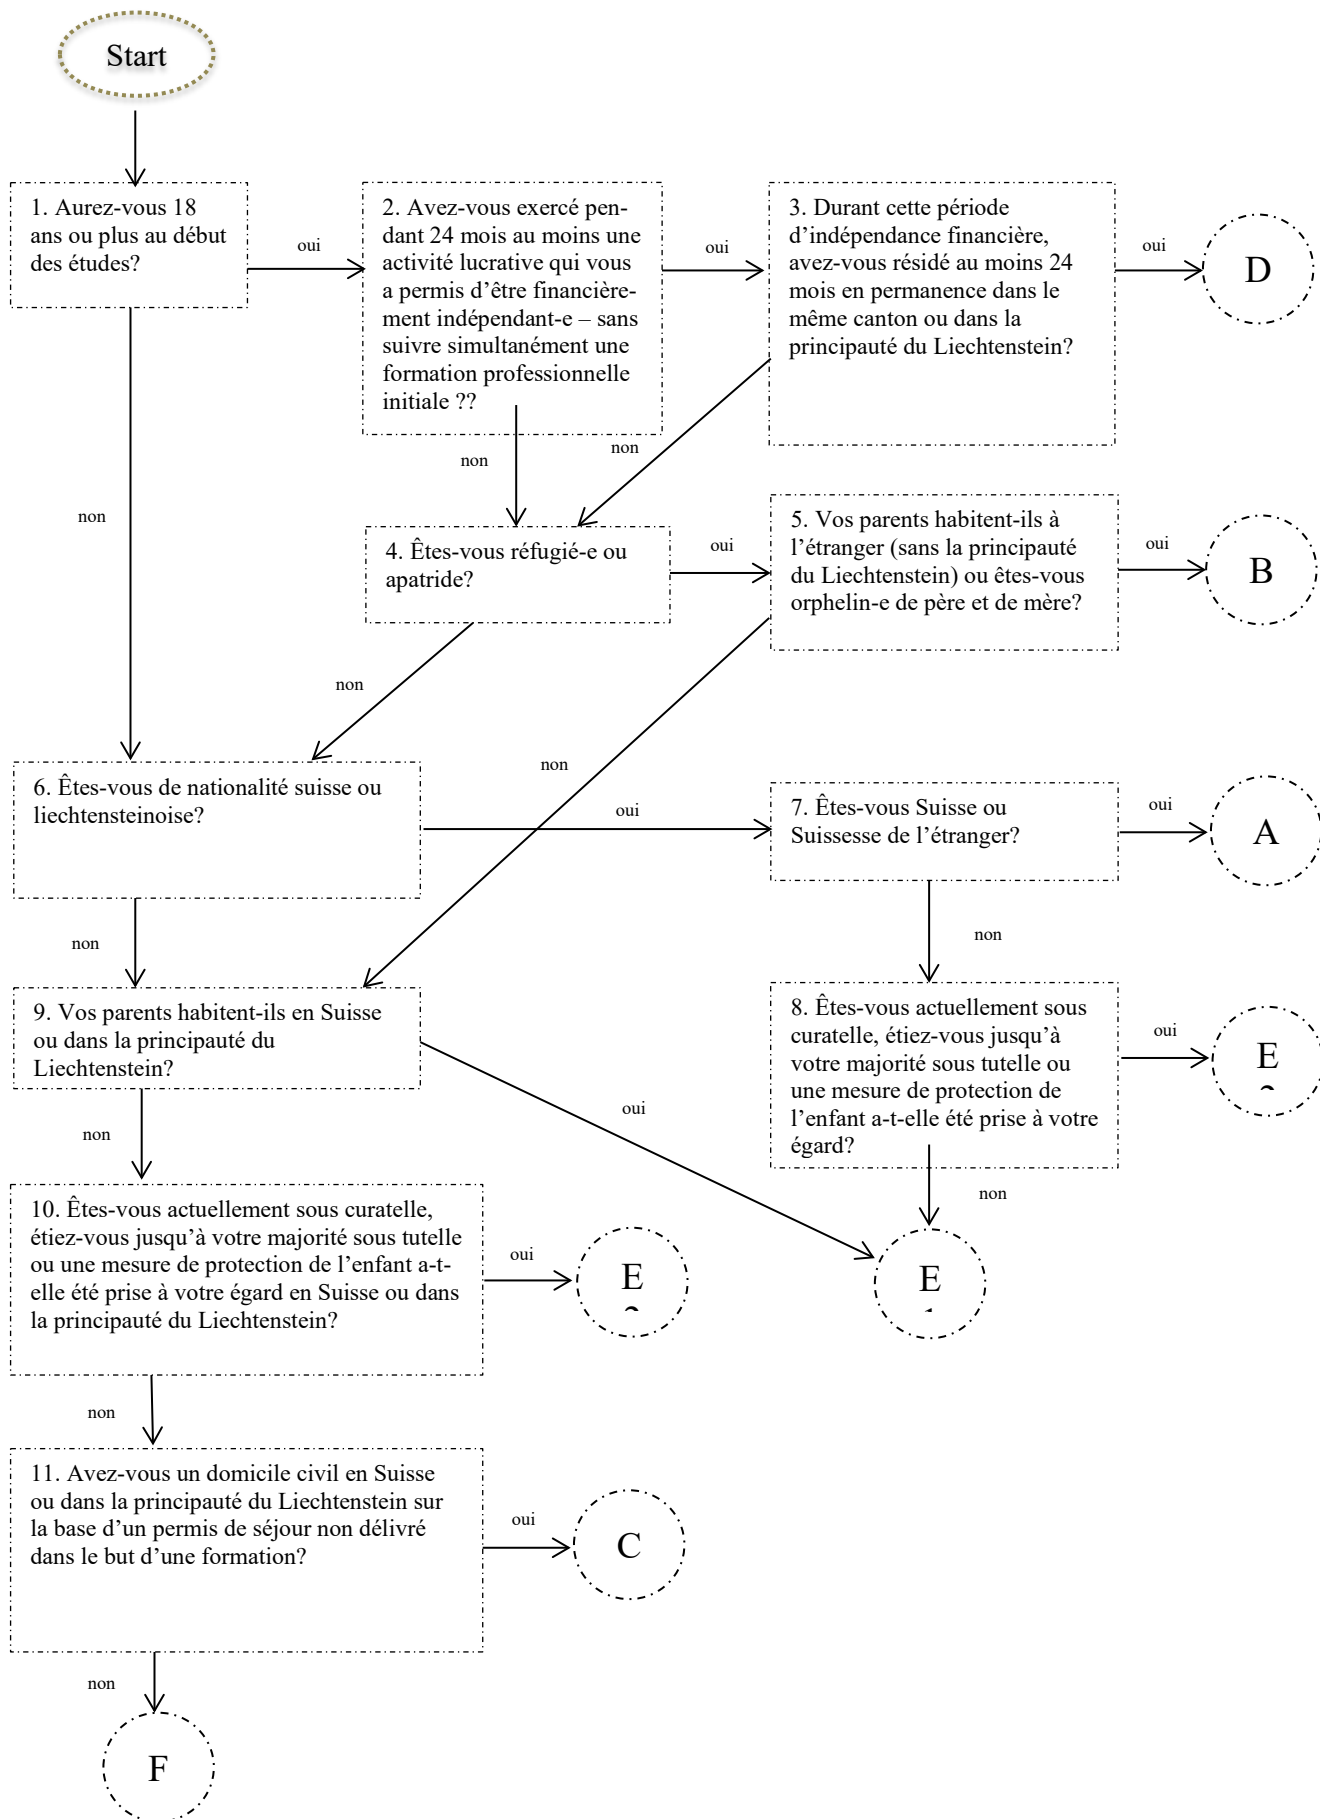 Start
1. Aurez-vous 18
ans ou plus au début
des études?
oui
2. Avez-vous exercé pen-
dant 24 mois au moins une
activité lucrative qui vous
a permis d'être financière-
ment indépendant-e – sans
suivre simultanément une
formation professionnelle
initiale ??
oui
3. Durant cette période
d'indépendance financière,
avez-vous résidé au moins 24
mois en permanence dans le
même canton ou dans la
principauté du Liechtenstein?
oui
D
non
non
non
4. Êtes-vous réfugié-e ou
apatride?
oui
5. Vos parents habitent-ils à
l'étranger (sans la principauté
du Liechtenstein) ou êtes-vous
orphelin-e de père et de mère?
oui
B
non
non
6. Êtes-vous de nationalité suisse ou
liechtensteinoise?
oui
7. Êtes-vous Suisse ou
Suissesse de l'étranger?
oui
A
non
non
9. Vos parents habitent-ils en Suisse
ou dans la principauté du
Liechtenstein?
8. Êtes-vous actuellement sous
curatelle, étiez-vous jusqu'à
votre majorité sous tutelle ou
une mesure de protection de
l'enfant a-t-elle été prise à votre
égard?
oui
E
oui
non
non
10. Êtes-vous actuellement sous curatelle,
étiez-vous jusqu'à votre majorité sous tutelle
ou une mesure de protection de l'enfant a-t-
elle été prise à votre égard en Suisse ou dans
la principauté du Liechtenstein?
oui
E
E
non
11. Avez-vous un domicile civil en Suisse
ou dans la principauté du Liechtenstein sur
la base d'un permis de séjour non délivré
dans le but d'une formation?
oui
C
non
F